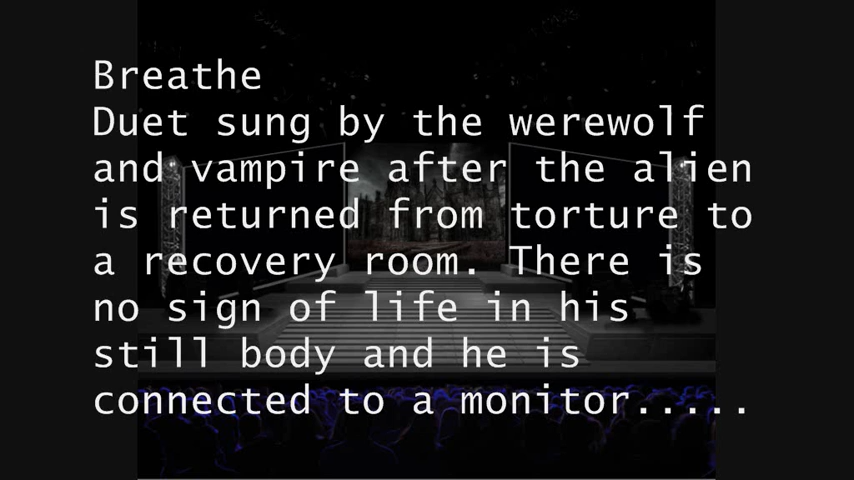 Breathe
Duet sung by the werewolf
and vampire after the alien
is returned from torture to
a recovery room. There is
no sign of life in his
still body and he is
connected to a monitor.....